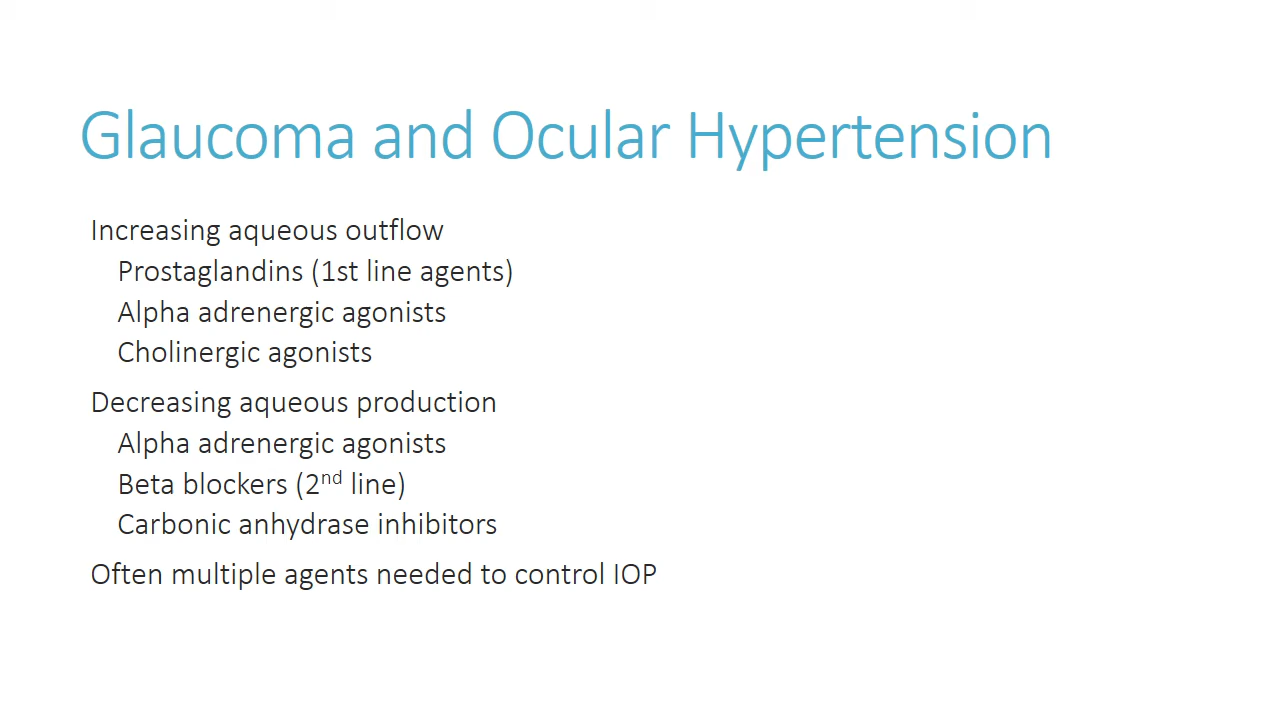 Glaucoma and Ocular Hypertension
Increasing aqueous outflow
Prostaglandins (1st line agents)
Alpha adrenergic agonists
Cholinergic agonists
Decreasing aqueous production
Alpha adrenergic agonists
Beta blockers (2nd line)
Carbonic anhydrase inhibitors
Often multiple agents needed to control IOP